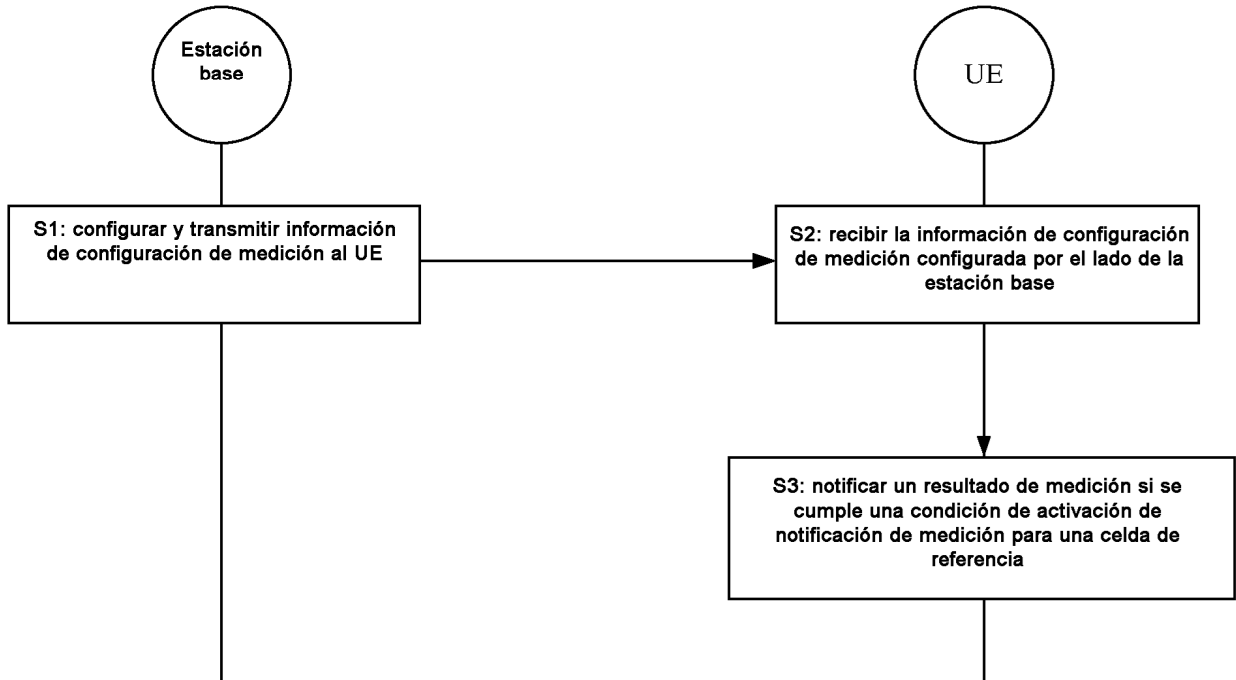 Estación
base
UE
S1: configurar y transmitir información
de configuración de medición al UE
S2: recibir la información de configuración
de medición configurada por el lado de la
estación base
S3: notificar un resultado de medición si se
cumple una condición de activación de
notificación de medición para una celda de
referencia